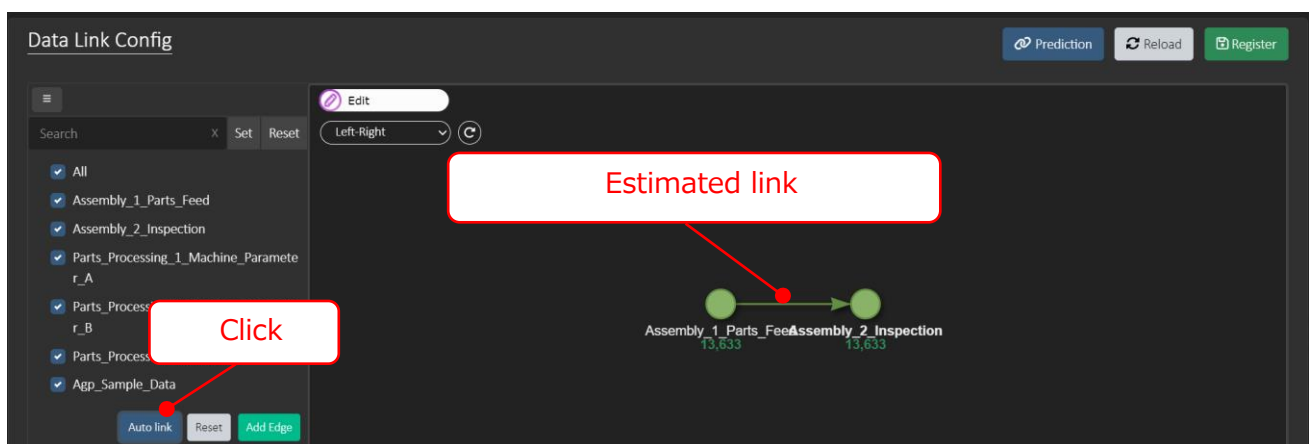 Data Link Config
Prediction
Reload
Register
Edit
Search X Set Reset
Left-Right
All
Assembly_1_Parts_Feed
Assembly_2_Inspection
Parts_Processing_1_Machine_Paramete
r_A
Parts_Process
r_B
Parts_Process
Agp_Sample_Data
Auto link Reset Add Edge
Click
Estimated link
Assembly_1_Parts_Feed
Assembly_2_Inspection
13,633
13,633